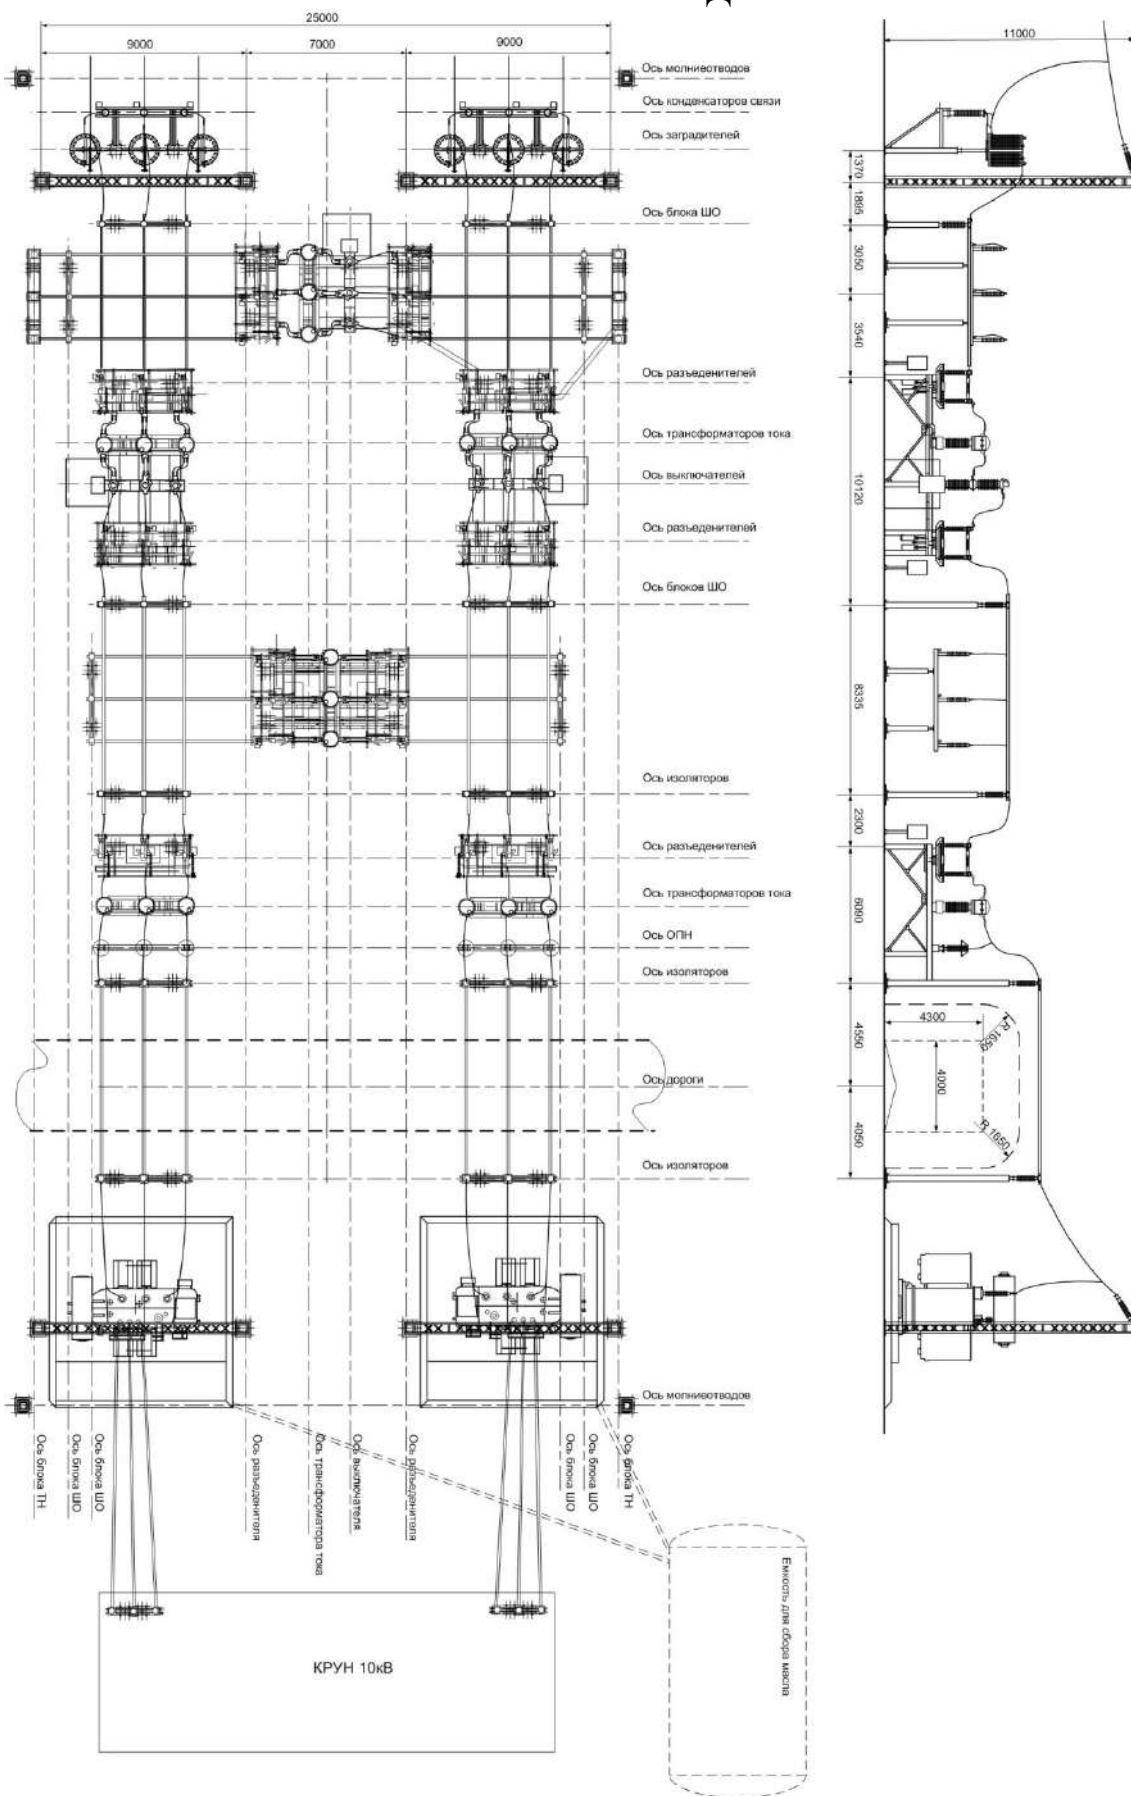 25000
9000
7000
9000
11000
Ось молниеотводов
Ось конденсаторов связи
Ось заградителей
1370
1895
Ось блока ШО
3050
3540
Ось разъеденителей
Ось трансформаторов тока
Ось выключателей
10120
Ось разъеденителей
Ось блоков ШО
8335
Ось изоляторов
2300
Ось разъеденителей
Ось трансформаторов тока
6090
Ось ОПН
Ось изоляторов
4300
R 1650
4550
4000
Ось дороги
R 1650
4050
Ось изоляторов
Ось молниеотводов
Ось блока ТН
Ось блока ШО
Ось блока ШО
Ось разъеденителя
Ось трансформатора тока
Ось выключателя
Ось разъеденителя
Ось блока ШО
Ось блока ШО
Ось блока ТН
Емкость для сбора масла
КРУН 10кВ